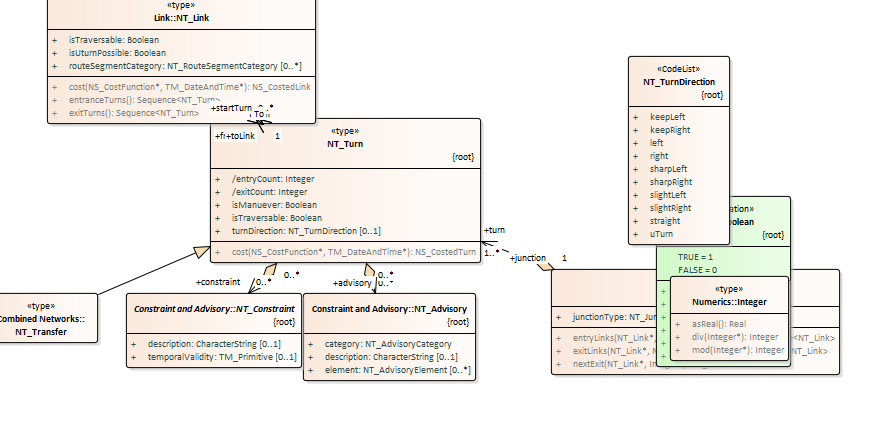 «type»
Link::NT_Link
+ isTraversable: Boolean
+ isUturnPossible: Boolean
+ routeSegmentCategory: NT_RouteSegmentCategory [0..*]
+ cost(NS_CostFunction*, TM_DateAndTime*): NS_CostedLink
+ entranceTurns(): Sequence<NT_Turn>
+ exitTurns(): Sequence<NT_Turn>
+startTurn
+toLink 1
«type»
NT_Turn
{root}
+ /entryCount: Integer
+ /exitCount: Integer
+ isManuever: Boolean
+ isTraversable: Boolean
+ turnDirection: NT_TurnDirection [0..1]
+ cost(NS_CostFunction*, TM_DateAndTime*): NS_CostedTurn
+turn
1..*
+junction 1
+constraint 0..*
0..*
+advisory 0..*
0..*
«type»
Combined Networks::
NT_Transfer
Constraint and Advisory::NT_Constraint
{root}
+ description: CharacterString [0..1]
+ temporalValidity: TM_Primitive [0..1]
Constraint and Advisory::NT_Advisory
{root}
+ category: NT_AdvisoryCategory
+ description: CharacterString [0..1]
+ element: NT_AdvisoryElement [0..*]
«CodeList»
NT_TurnDirection
{root}
+ keepLeft
+ keepRight
+ left
+ right
+ sharpLeft
+ sharpRight
+ slightLeft
+ slightRight
+ straight
+ uTurn
ation»
olean
{root}
TRUE = 1
FALSE = 0
+ junctionType: NT_Jun
+ entryLinks(NT_Link*, <NT_Link>
+ exitLinks(NT_Link*, NT_Link>
+ nextExit(NT_Link*,
«type»
Numerics::Integer
+ asReal(): Real
+ div(Integer*): Integer
+ mod(Integer*): Integer